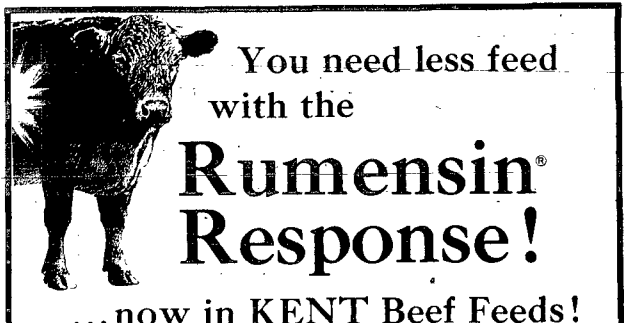 You need less feed
with the
Rumensin®
Response!
...now in KENT Beef Feeds!